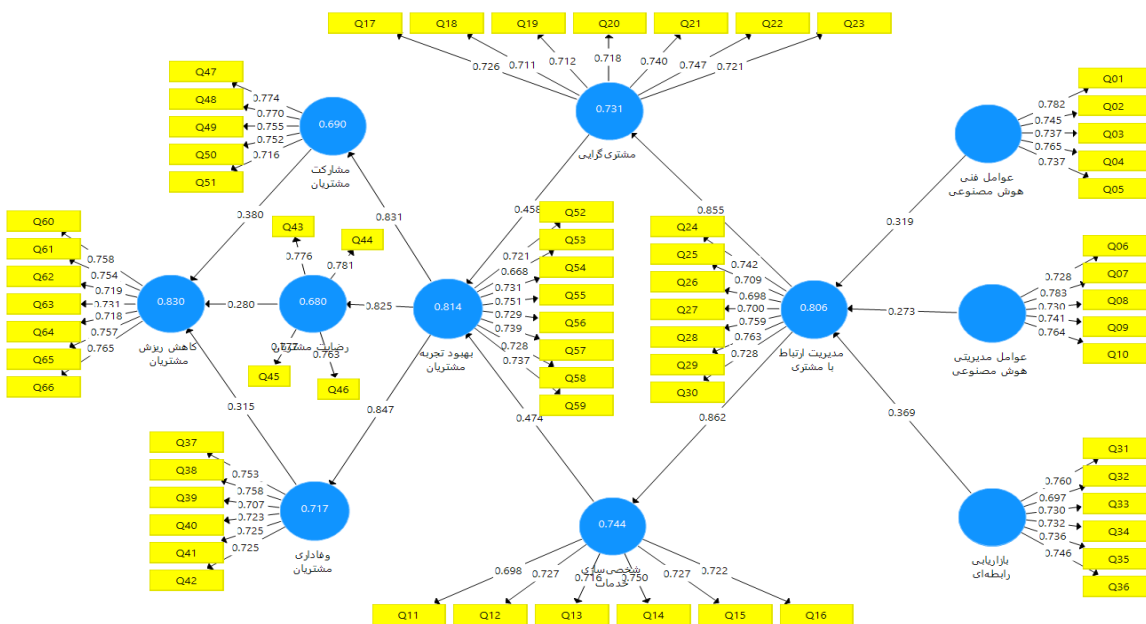 Q17
Q18
Q19
Q20
Q21
Q22
Q23
0.726
0.711
0.712
0.718
0.740
0.747
0.721
0.731
مشتری‌گرایی
Q47
Q48
Q49
Q50
Q51
0.774
0.770
0.755
0.752
0.716
0.690
مشارکت
مشتریان
Q01
Q02
Q03
Q04
Q05
0.782
0.745
0.737
0.765
0.737
عوامل فنی
هوش مصنوعی
0.380
0.831
0.458
0.855
0.319
Q60
Q61
Q62
Q63
Q64
Q65
Q66
0.758
0.754
0.719
0.731
0.718
0.757
0.765
0.830
کاهش ریزش
مشتریان
0.280
Q43
Q44
Q45
Q46
0.776
0.781
0.777
0.763
0.680
رضایت مشتریان
0.825
0.814
بهبود تجربه
مشتریان
Q52
Q53
Q54
Q55
Q56
Q57
Q58
Q59
0.721
0.668
0.731
0.751
0.729
0.739
0.728
0.737
Q24
Q25
Q26
Q27
Q28
Q29
Q30
0.742
0.709
0.698
0.700
0.759
0.763
0.728
0.806
مدیریت ارتباط
با مشتری
0.273
Q06
Q07
Q08
Q09
Q10
0.728
0.783
0.730
0.741
0.764
عوامل مدیریتی
هوش مصنوعی
0.315
0.847
0.474
0.862
0.369
Q37
Q38
Q39
Q40
Q41
Q42
0.753
0.758
0.707
0.723
0.725
0.725
0.717
وفاداری
مشتریان
0.744
شخصی‌سازی
خدمات
0.698
0.727
0.716
0.750
0.727
0.722
Q11
Q12
Q13
Q14
Q15
Q16
Q31
Q32
Q33
Q34
Q35
Q36
0.760
0.697
0.730
0.732
0.736
0.746
بازاریابی
رابطه‌ای